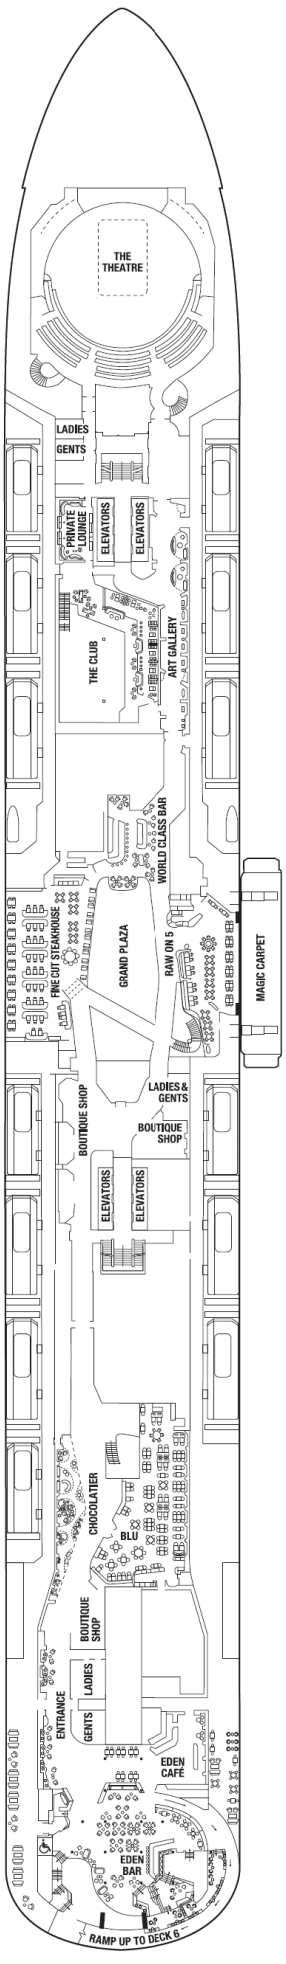 THE
THEATRE
LADIES
GENTS
PRIVATE
LOUNGE
ELEVATORS
ELEVATORS
THE CLUB
ART GALLERY
WORLD CLASS BAR
FINE CUT STEAKHOUSE
GRAND PLAZA
RAW ON 5
MAGIC CARPET
BOUTIQUE SHOP
LADIES &
GENTS
BOUTIQUE
SHOP
ELEVATORS
ELEVATORS
CHOCOLATIER
BLU
BOUTIQUE
SHOP
LADIES
ENTRANCE
GENTS
EDEN
CAFÉ
EDEN
BAR
RAMP UP TO DECK 6